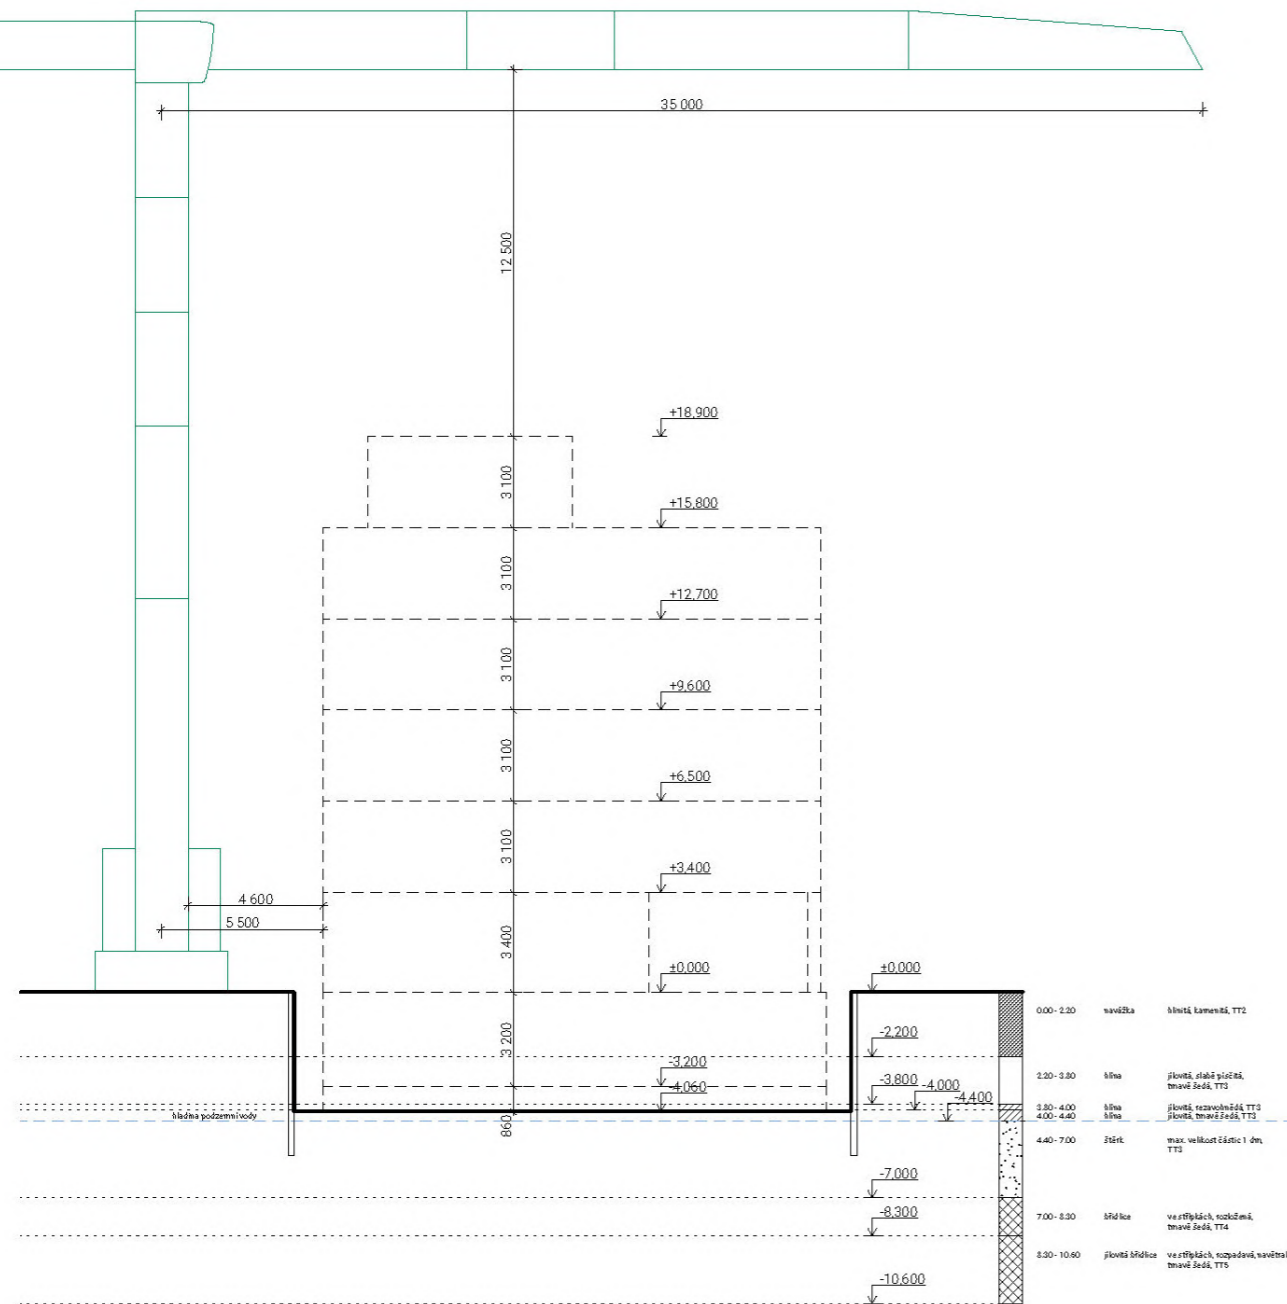 35 000
12 500
+18,900
3 100
+15,800
3 100
+12,700
3 100
+9,600
3 100
+6,500
3 100
+3,400
4 600
5 500
3 400
±0,000
±0,000
0.00 - 2.20 navážka hlinitá, kamenitá, TT2
3 200
-2,200
-3,200
2.20 - 3.80 hlína jílovitá, slabě písčitá,
tmavě šedá, TT3
-3,800
-4,060
-4,000
-4,400
3.80 - 4.00 hlína jílovitá, rezavohnědá, TT3
hladina podzemní vody
4.00 - 4.40 hlína jílovitá, tmavě šedá, TT3
860
4.40 - 7.00 štěrk max. velikost částic 1 dm,
TT3
-7,000
-8,300
7.00 - 8.30 břidlice ve střípkách, rozložená,
tmavě šedá, TT4
8.30 - 10.60 jílovitá břidlice ve střípkách, rozpadavá, navětral
tmavě šedá, TT5
-10,600